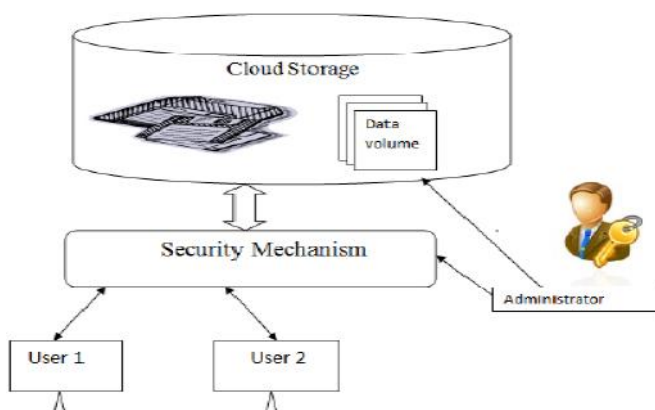 Cloud Storage
Data
volume
Security Mechanism
Administrator
User 1
User 2